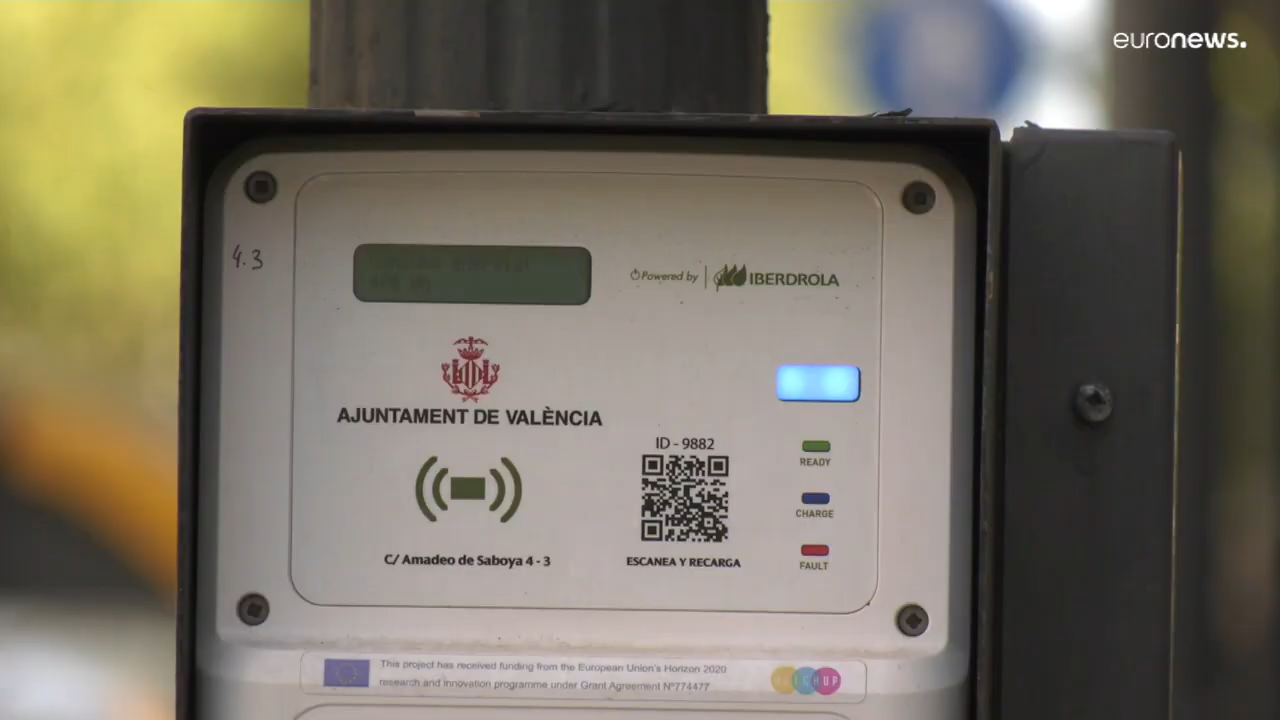 euronews.
4.3
Powered by IBERDROLA
AJUNTAMENT DE VALÈNCIA
ID - 9882
READY
CHARGE
C/ Amadeo de Saboya 4 - 3
ESCANEA Y RECARGA
FAULT
This project has received funding from the European Union's Horizon 2020
research and innovation programme under Grant Agreement Nº774477
MATCHUP